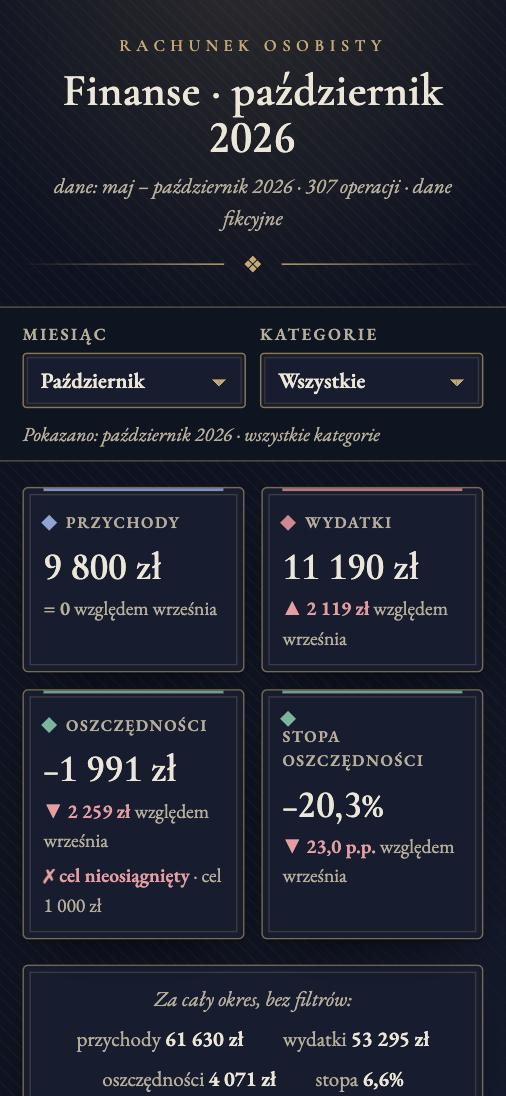 RACHUNEK OSOBISTY
Finanse · październik
2026
dane: maj – październik 2026 · 307 operacji · dane
fikcyjne
MIESIĄC
KATEGORIE
Październik
Wszystkie
Pokazano: październik 2026 · wszystkie kategorie
PRZYCHODY
9 800 zł
= 0 względem września
WYDATKI
11 190 zł
▲ 2 119 zł względem
września
OSZCZĘDNOŚCI
–1 991 zł
▼ 2 259 zł względem
września
✗ cel nieosiągnięty · cel
1 000 zł
STOPA
OSZCZĘDNOŚCI
–20,3%
▼ 23,0 p.p. względem
września
Za cały okres, bez filtrów:
przychody 61 630 zł wydatki 53 295 zł
oszczędności 4 071 zł stopa 6,6%